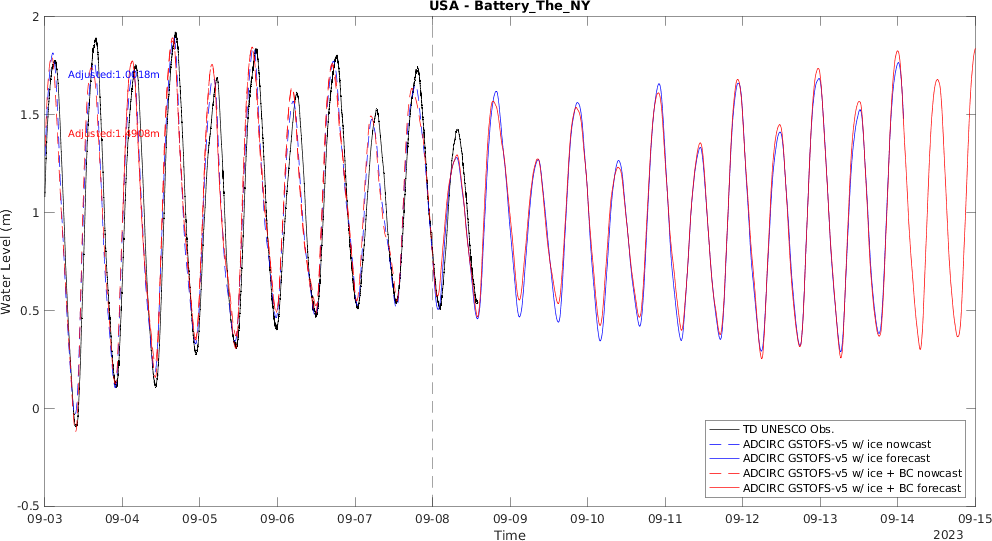 USA - Battery_The_NY
2
1.5
1
0.5
0
-0.5
Water Level (m)
Adjusted:1.0018m
Adjusted:1.4908m
TD UNESCO Obs.
ADCIRC GSTOFS-v5 w/ ice nowcast
ADCIRC GSTOFS-v5 w/ ice forecast
ADCIRC GSTOFS-v5 w/ ice + BC nowcast
ADCIRC GSTOFS-v5 w/ ice + BC forecast
09-03 09-04 09-05 09-06 09-07 09-08 09-09 09-10 09-11 09-12 09-13 09-14 09-15
Time
2023